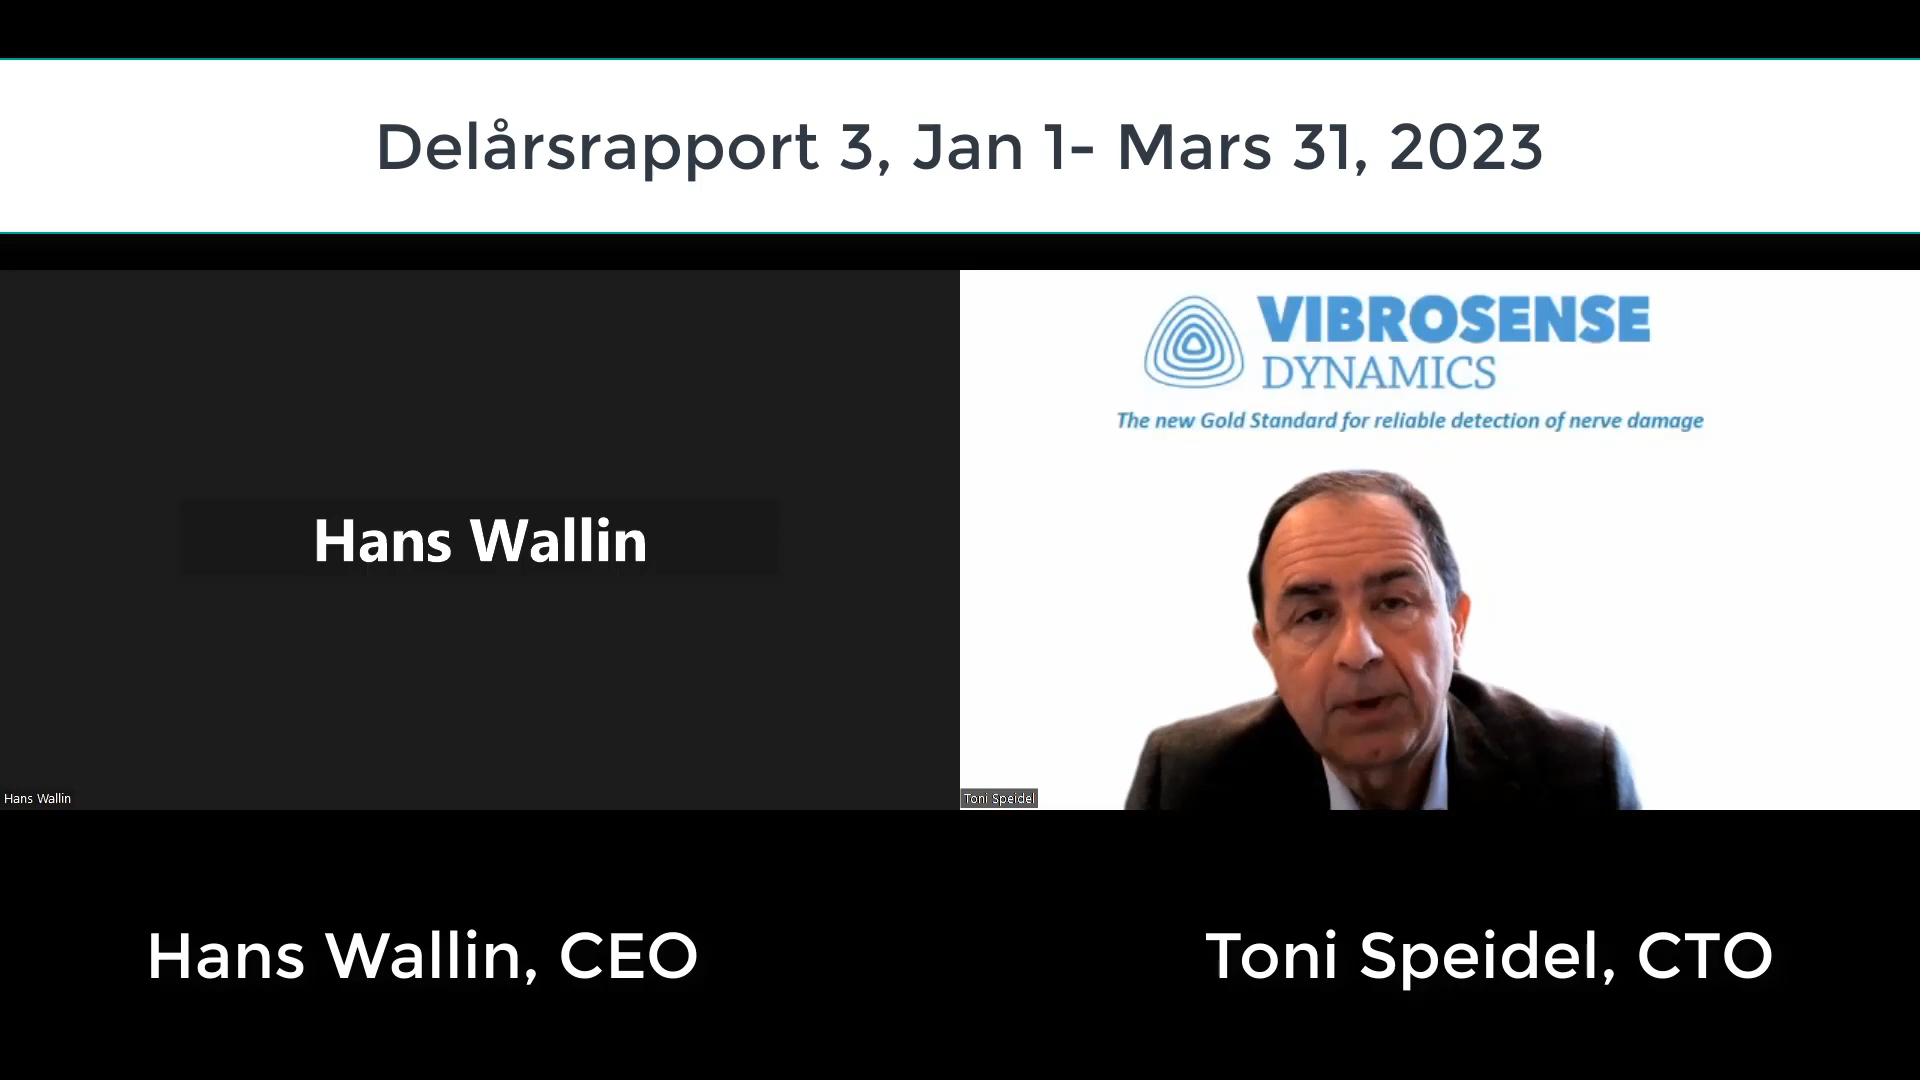 Delårsrapport 3, Jan 1- Mars 31, 2023
Hans Wallin
Hans Wallin
VIBROSENSE
DYNAMICS
The new Gold Standard for reliable detection of nerve damage
Toni Speidel
Hans Wallin, CEO
Toni Speidel, CTO